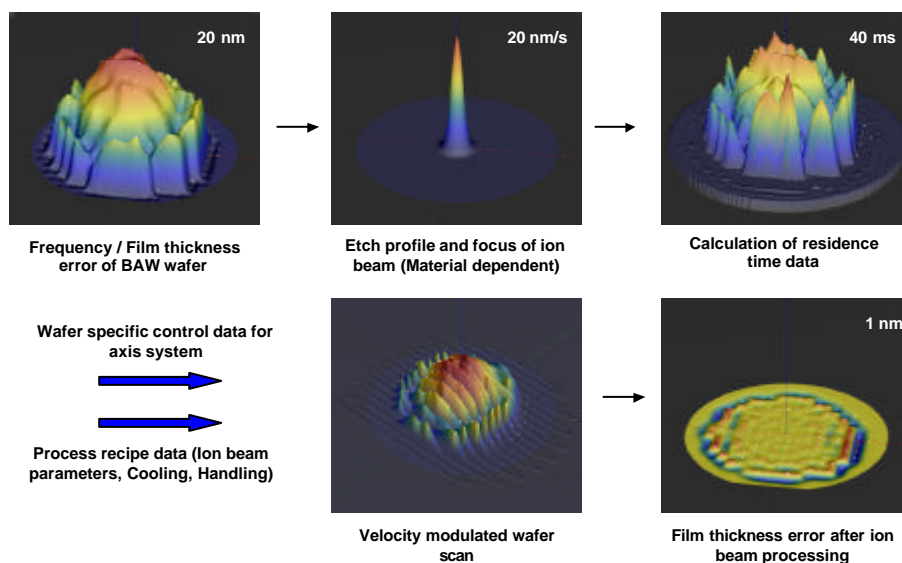 20 nm
20 nm/s
40 ms
Frequency / Film thickness
error of BAW wafer
Etch profile and focus of ion
beam (Material dependent)
Calculation of residence
time data
Wafer specific control data for
axis system
Process recipe data (Ion beam
parameters, Cooling, Handling)
1 nm
Velocity modulated wafer
scan
Film thickness error after ion
beam processing